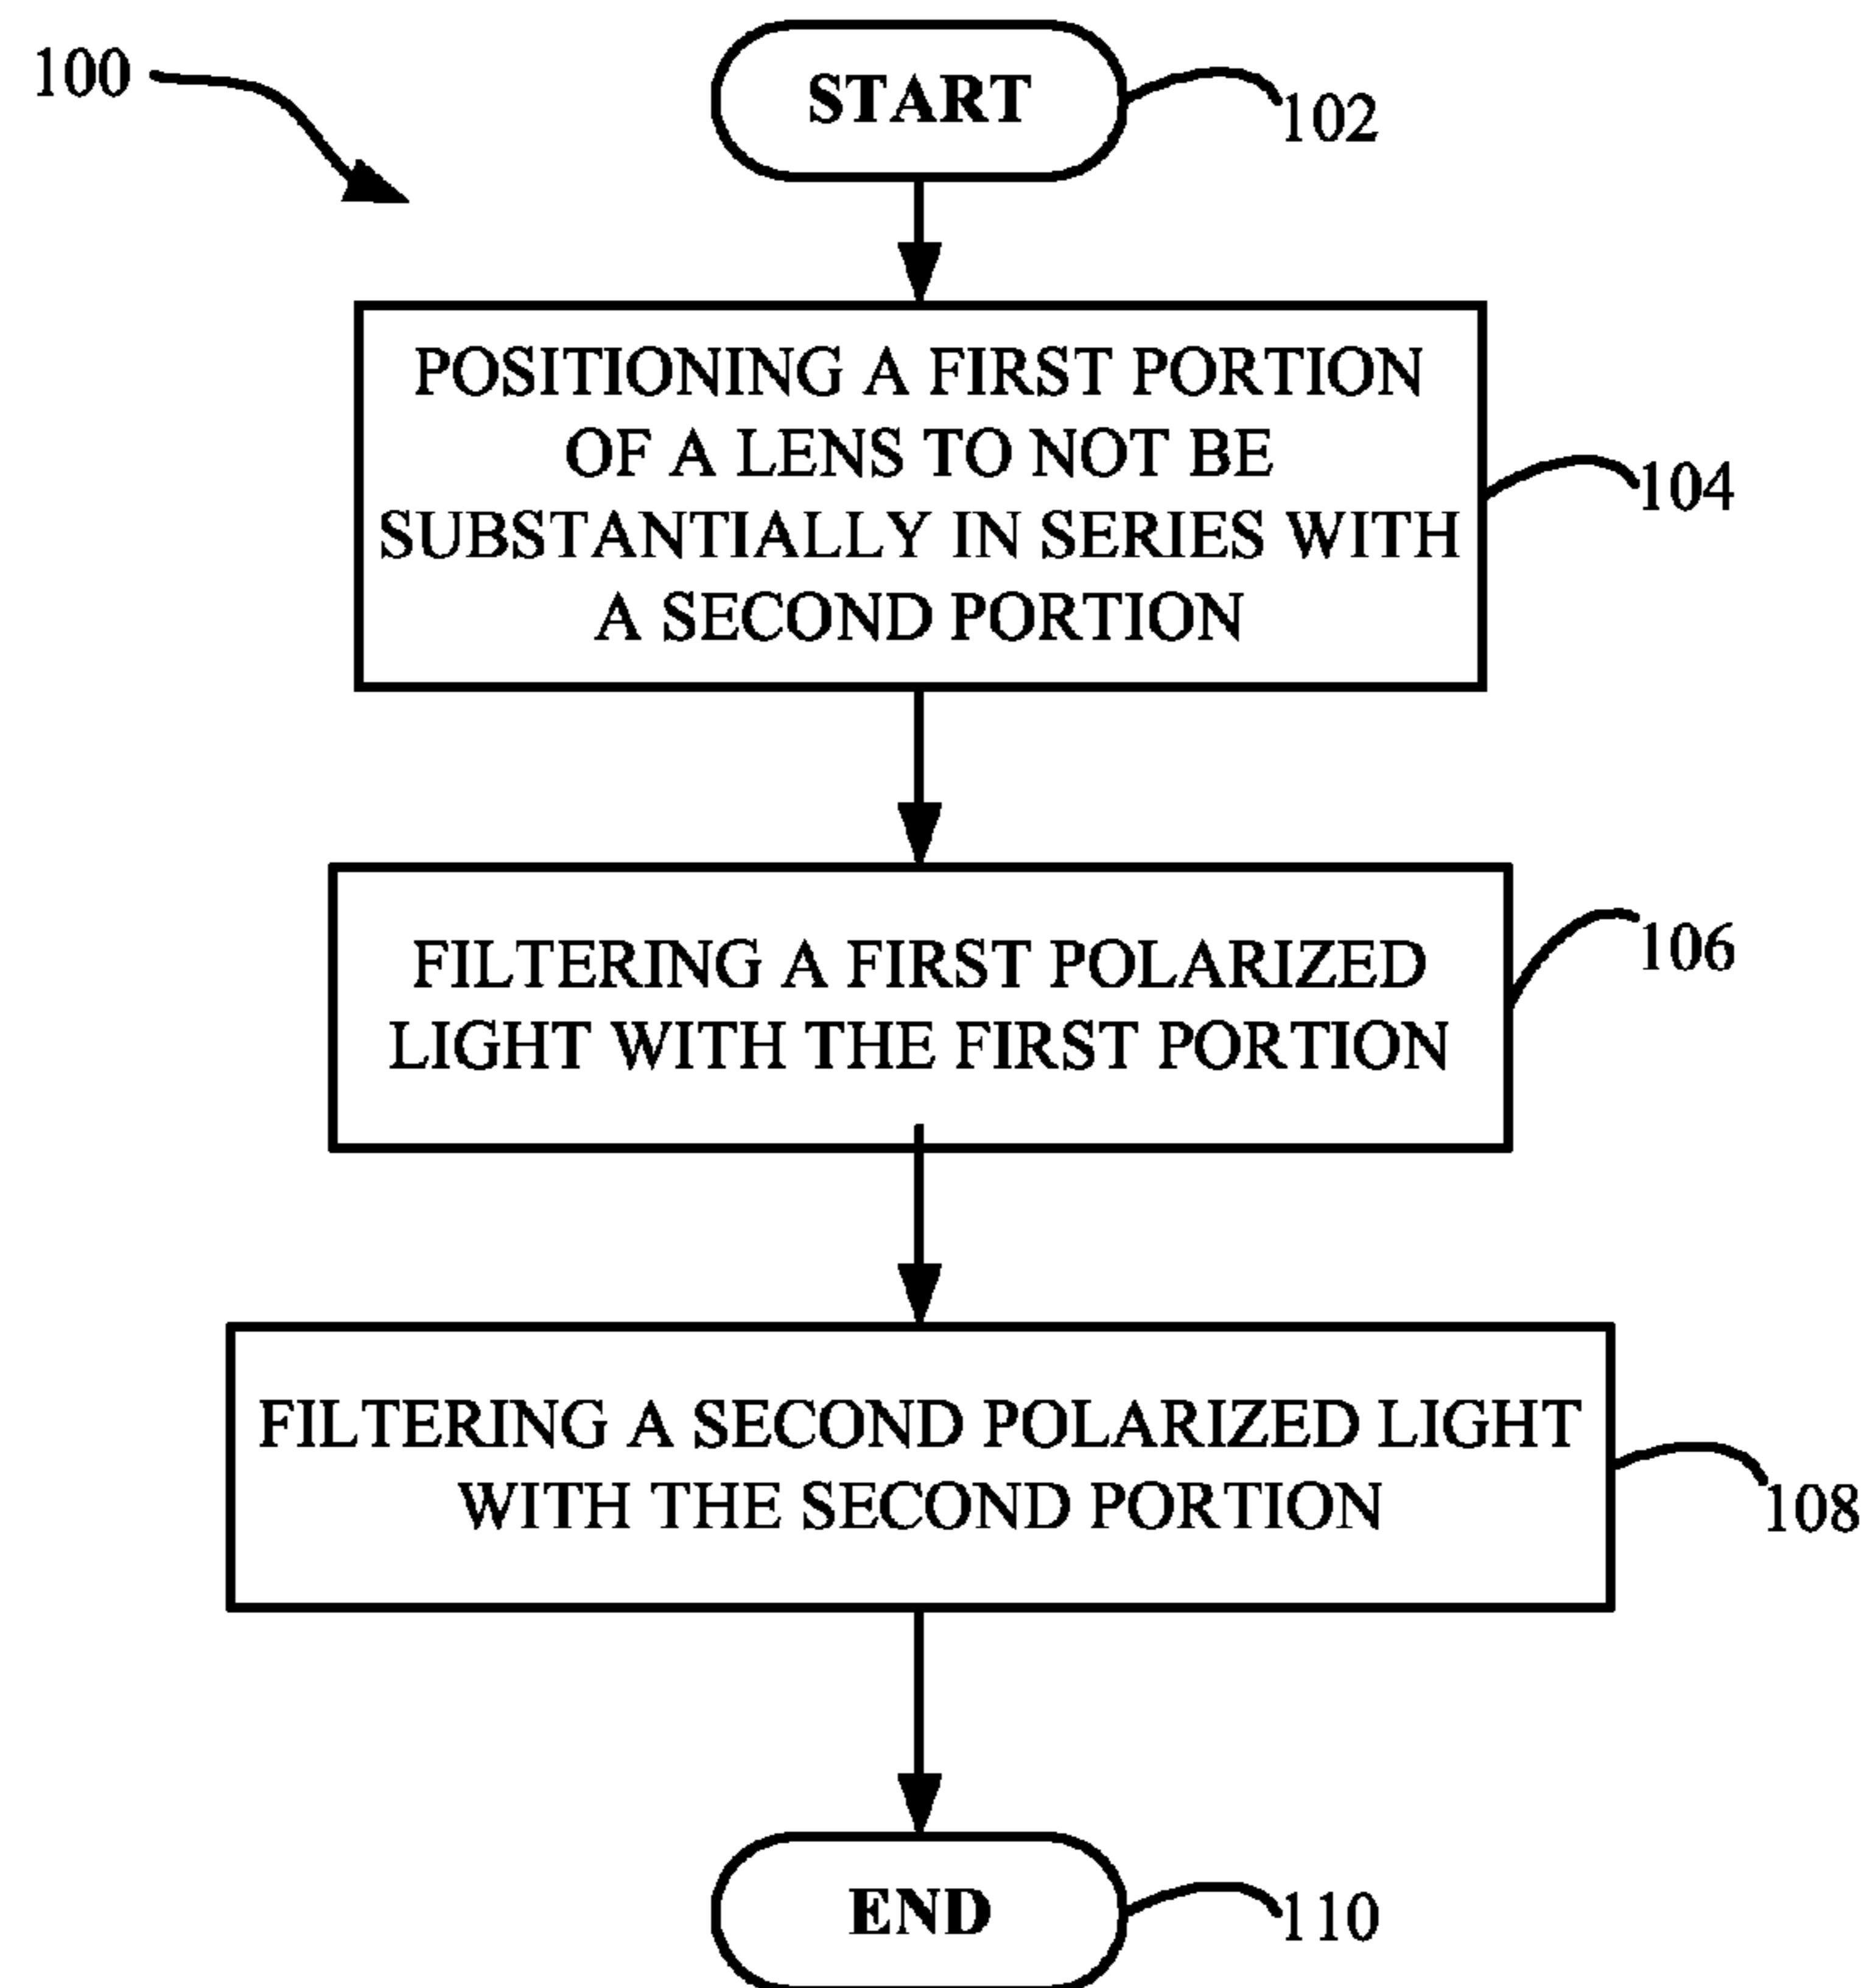 100
START
102
POSITIONING A FIRST PORTION
OF A LENS TO NOT BE
SUBSTANTIALLY IN SERIES WITH
A SECOND PORTION
104
FILTERING A FIRST POLARIZED
LIGHT WITH THE FIRST PORTION
106
FILTERING A SECOND POLARIZED LIGHT
WITH THE SECOND PORTION
108
END
110